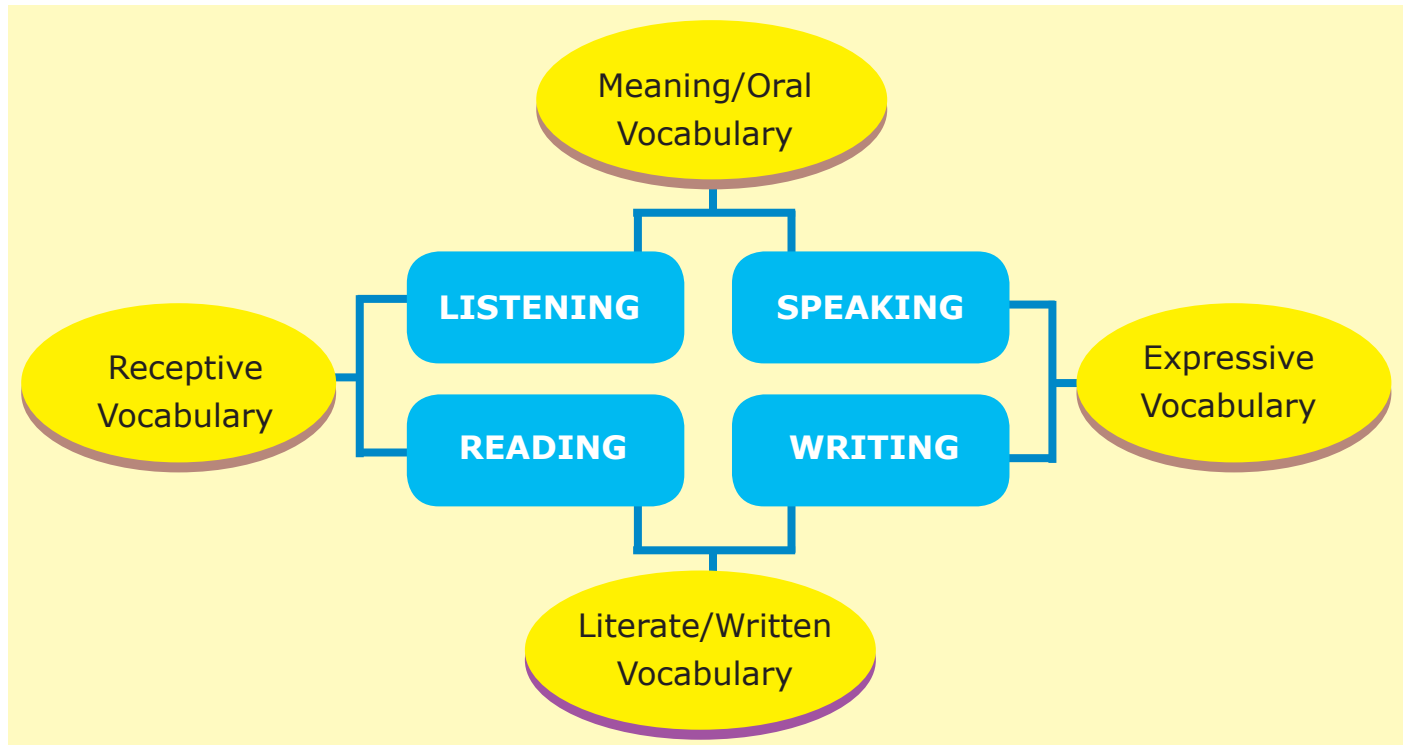 Meaning/Oral
Vocabulary
LISTENING
SPEAKING
Receptive
Vocabulary
Expressive
Vocabulary
READING
WRITING
Literate/Written
Vocabulary